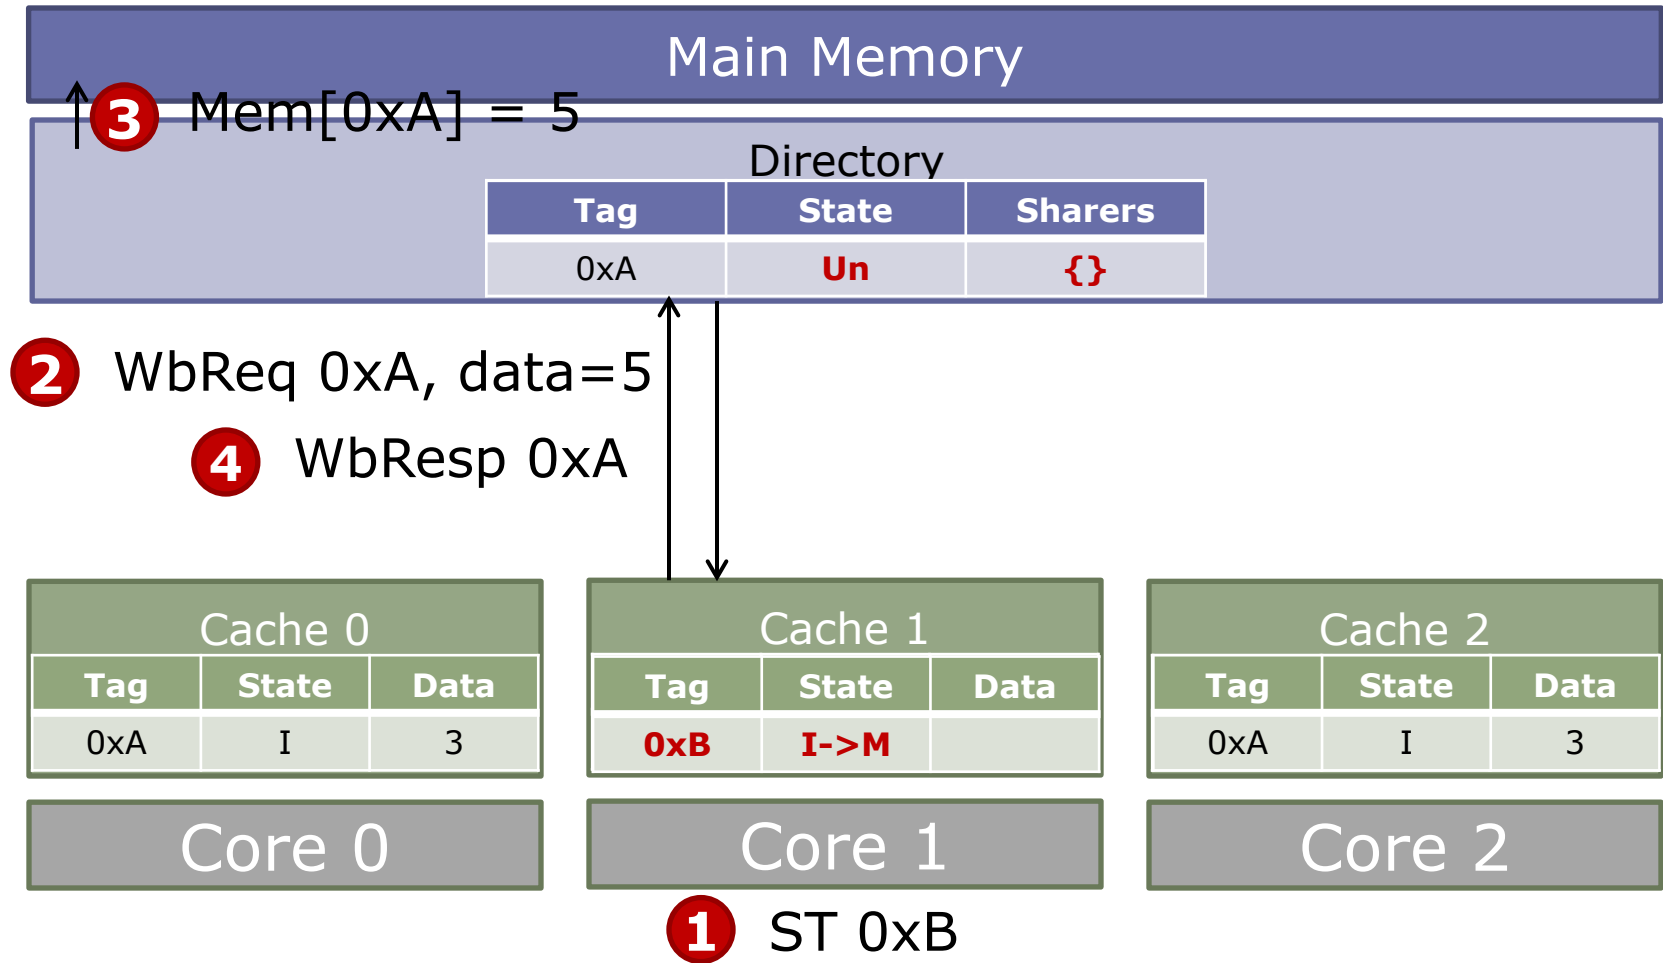 Main Memory
3 Mem[0xA] = 5
Directory
Tag State Sharers
0xA Un {}
2 WbReq 0xA, data=5
4 WbResp 0xA
Cache 0 Cache 1 Cache 2
Tag State Data Tag State Data Tag State Data
0xA I 3 0xB I->M 0xA I 3
Core 0 Core 1 Core 2
1 ST 0xB